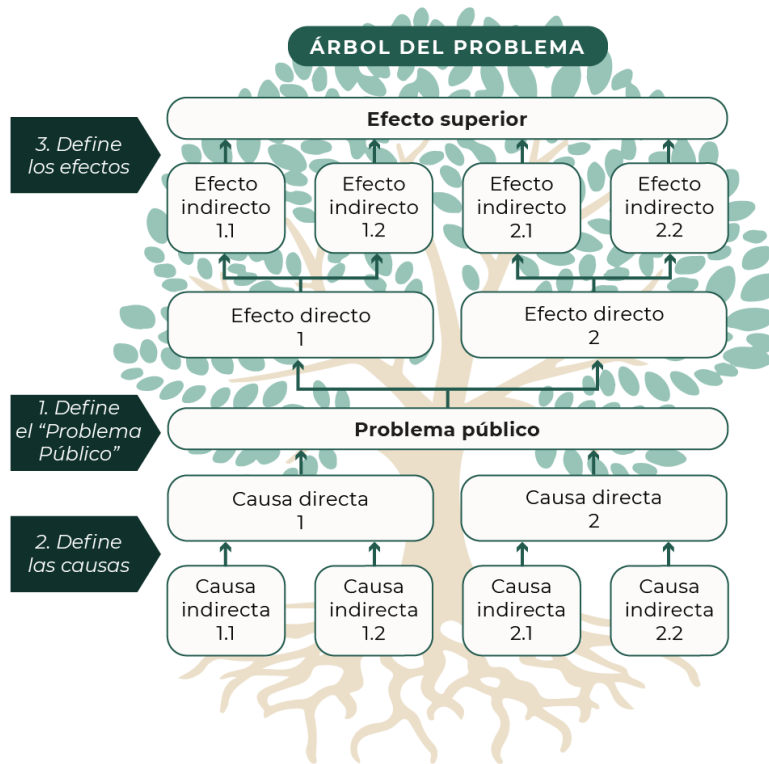 ÁRBOL DEL PROBLEMA
Efecto superior
3. Define
los efectos
Efecto
indirecto
1.1
Efecto
indirecto
1.2
Efecto
indirecto
2.1
Efecto
indirecto
2.2
Efecto directo
1
Efecto directo
2
1. Define
el “Problema
Público”
Problema público
Causa directa
1
Causa directa
2
2. Define
las causas
Causa
indirecta
1.1
Causa
indirecta
1.2
Causa
indirecta
2.1
Causa
indirecta
2.2